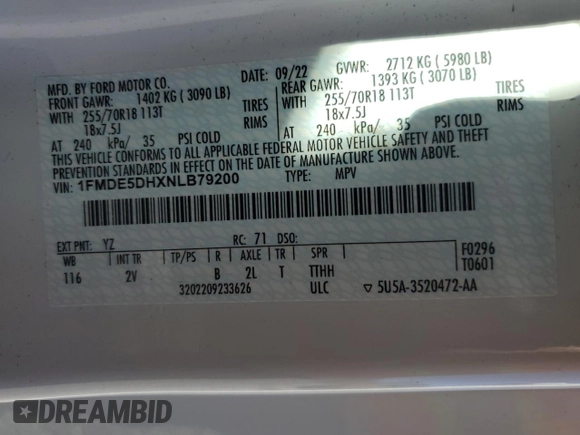 MFD. BY FORD MOTOR CO.
DATE: 09/22 GVWR: 2712 KG ( 5980 LB)
FRONT GAWR: 1402 KG ( 3090 LB)
REAR GAWR: 1393 KG ( 3070 LB)
WITH 255/70R18 113T TIRES
WITH 255/70R18 113T TIRES
18x7.5J RIMS
18x7.5J RIMS
AT 240 kPa/ 35 PSI COLD
AT 240 kPa/ 35 PSI COLD
THIS VEHICLE CONFORMS TO ALL APPLICABLE FEDERAL MOTOR VEHICLE SAFETY AND THEFT
PREVENTION STANDARDS IN EFFECT ON THE DATE OF MANUFACTURE SHOWN ABOVE.
VIN: 1FMDE5DHXNLB79200 TYPE: MPV
EXT PNT: YZ RC: 71 DSO:
WB INT TR TP/PS R AXLE TR SPR F0296
116 2V B 2L T TTHH T0601
3202209233626 ULC ▽ 5U5A-3520472-AA
DREAMBID